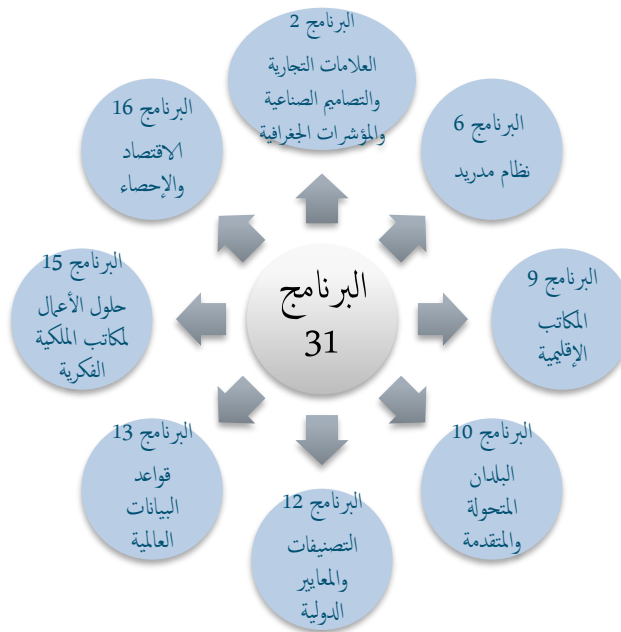 البرنامج 2
العلامات التجارية
والتصاميم الصناعية
والمؤشرات الجغرافية
البرنامج 6
نظام مدريد
البرنامج 9
المكاتب
الإقليمية
البرنامج 10
البلدان
المتحولة
والمتقدمة
البرنامج 12
التصنيفات
والمعايير
الدولية
البرنامج 13
قواعد
البيانات
العالمية
البرنامج 15
حلول الأعمال
لمكاتب الملكية
الفكرية
البرنامج 16
الاقتصاد
والإحصاء
البرنامج
31